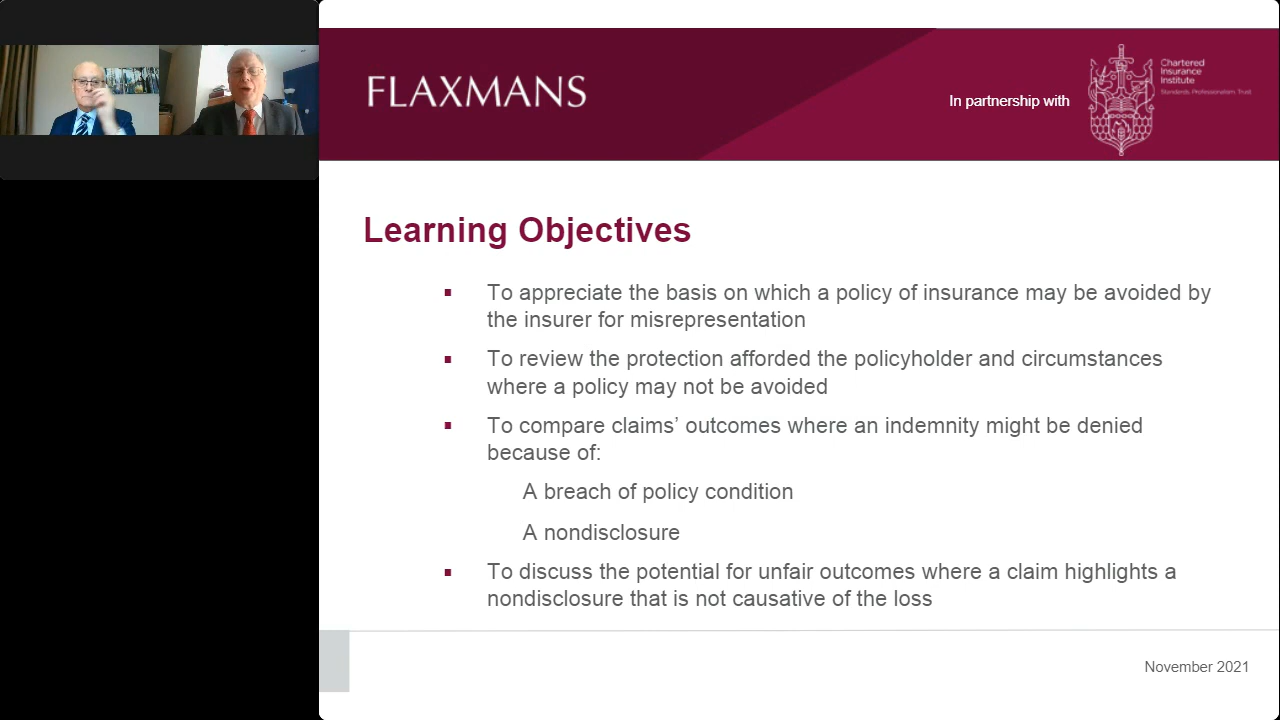 FLAXMANS
In partnership with
Chartered
Insurance
Institute
Standards. Professionalism. Trust.
Learning Objectives
▪ To appreciate the basis on which a policy of insurance may be avoided by
the insurer for misrepresentation
▪ To review the protection afforded the policyholder and circumstances
where a policy may not be avoided
▪ To compare claims’ outcomes where an indemnity might be denied
because of:
A breach of policy condition
A nondisclosure
▪ To discuss the potential for unfair outcomes where a claim highlights a
nondisclosure that is not causative of the loss
November 2021